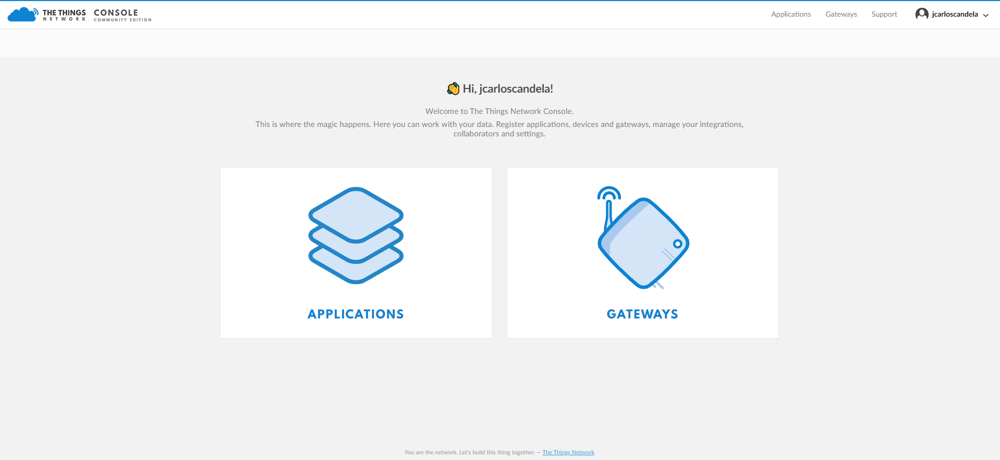 THE THINGS
NETWORK
CONSOLE
COMMUNITY EDITION
Applications
Gateways
Support
jcarloscandela
Hi, jcarloscandela!
Welcome to The Things Network Console.
This is where the magic happens. Here you can work with your data. Register applications, devices and gateways, manage your integrations,
collaborators and settings.
APPLICATIONS
GATEWAYS
You are the network. Let's build this thing together. — The Things Network